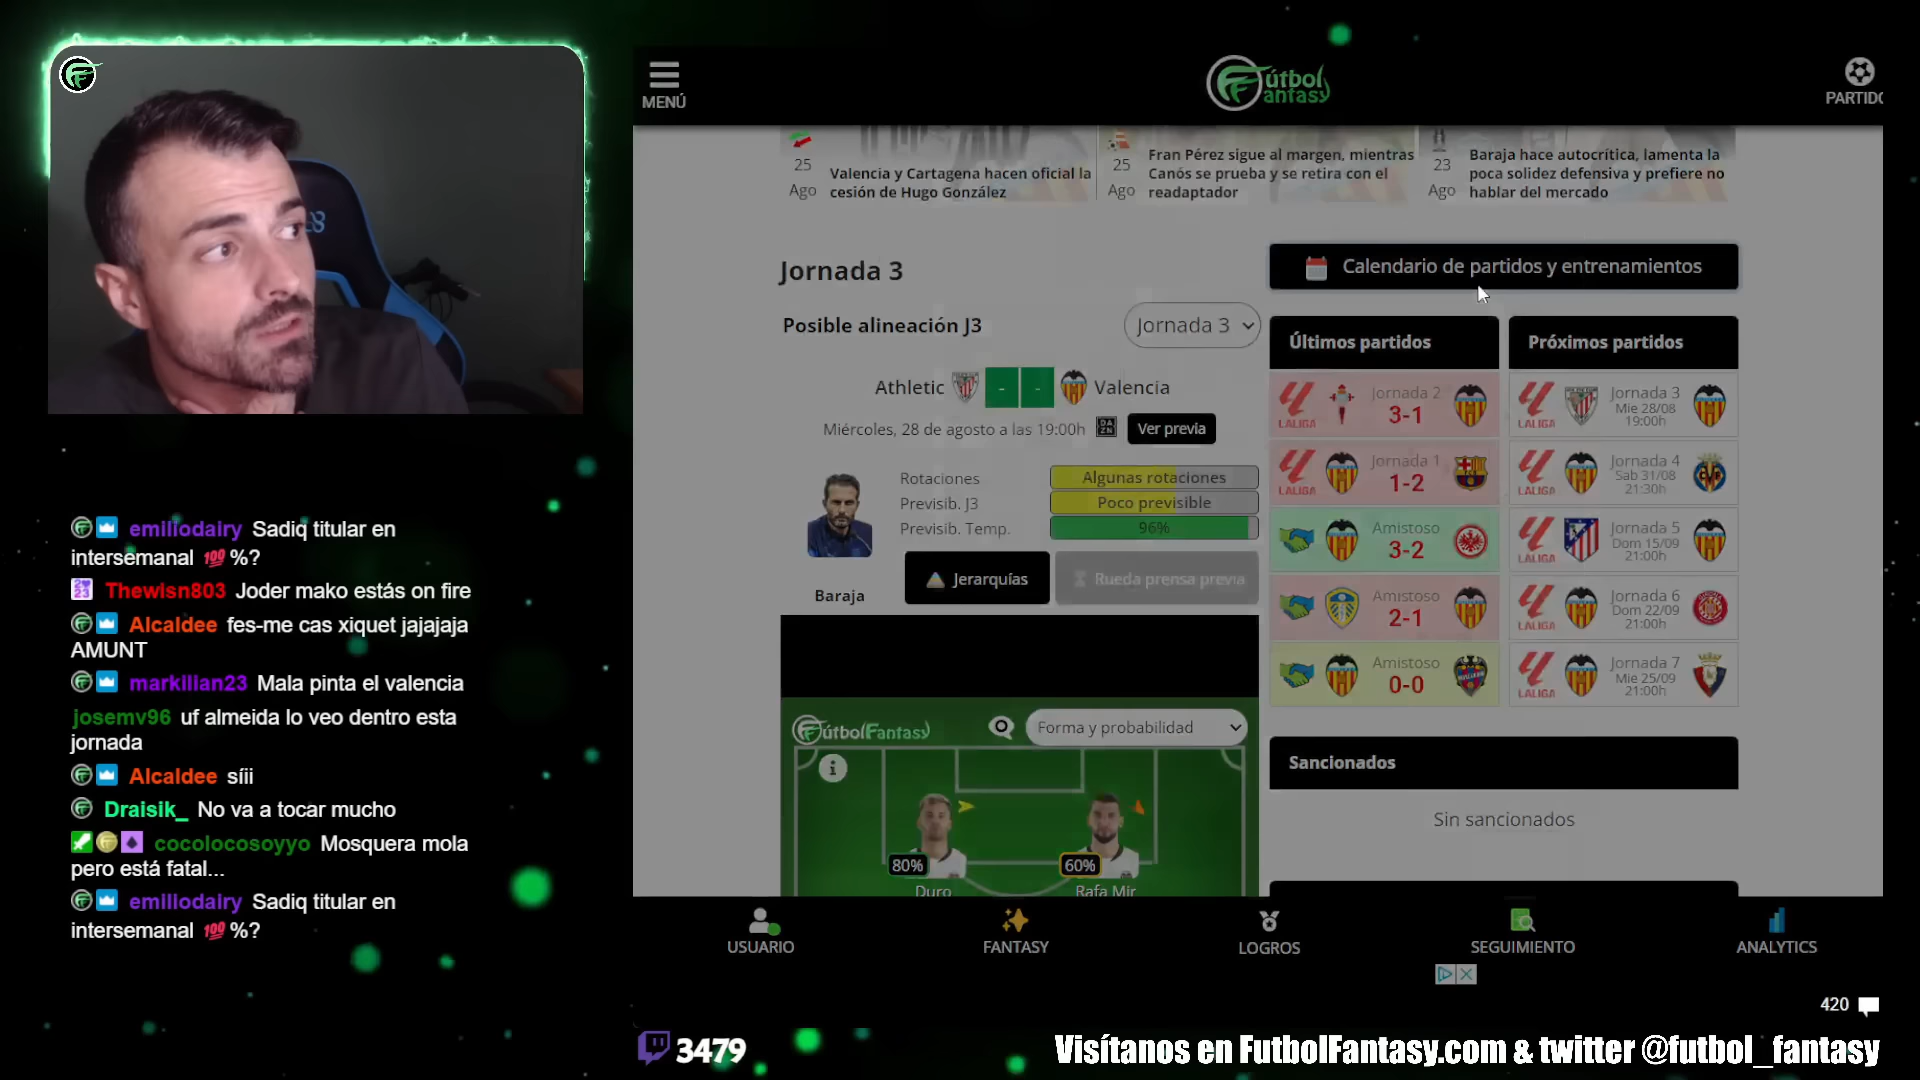 MENÚ
Fútbol
Fantasy
PARTIDO
25
Ago
Valencia y Cartagena hacen oficial la
cesión de Hugo González
25
Ago
Fran Pérez sigue al margen, mientras
Canós se prueba y se retira con el
readaptador
23
Ago
Baraja hace autocrítica, lamenta la
poca solidez defensiva y prefiere no
hablar del mercado
Jornada 3
Posible alineación J3
Jornada 3
Athletic - - Valencia
Miércoles, 28 de agosto a las 19:00h DAZN Ver previa
Rotaciones Algunas rotaciones
Previsib. J3 Poco previsible
Previsib. Temp. 96%
Baraja
Jerarquías
Rueda prensa previa
FútbolFantasy
Forma y probabilidad
i
80%
Duro
60%
Rafa Mir
Calendario de partidos y entrenamientos
Últimos partidos
LALIGA Jornada 2
3-1
LALIGA Jornada 1
1-2
Amistoso
3-2
Amistoso
2-1
Amistoso
0-0
Próximos partidos
LALIGA Jornada 3
Mie 28/08
19:00h
LALIGA Jornada 4
Sab 31/08
21:30h
LALIGA Jornada 5
Dom 15/09
21:00h
LALIGA Jornada 6
Dom 22/09
21:00h
LALIGA Jornada 7
Mie 25/09
21:00h
Sancionados
Sin sancionados
USUARIO
FANTASY
LOGROS
SEGUIMIENTO
ANALYTICS
emiliodairy Sadiq titular en
intersemanal 💯%?
Thewisn803 Joder mako estás on fire
Alcaldee fes-me cas xiquet jajajaja
AMUNT
markillan23 Mala pinta el valencia
josemv96 uf almeida lo veo dentro esta
jornada
Alcaldee síii
Draisik_ No va a tocar mucho
cocolocosoyyo Mosquera mola
pero está fatal...
emiliodairy Sadiq titular en
intersemanal 💯%?
420
3479
Visítanos en FutbolFantasy.com & twitter @futbol_fantasy